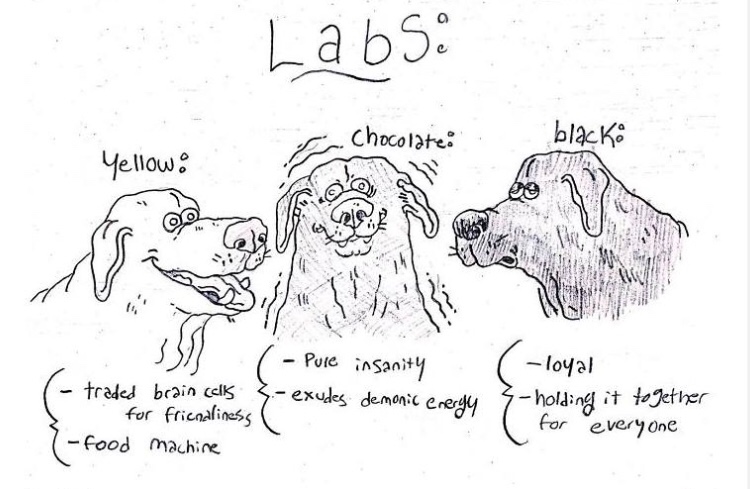 Labs:
Yellow:
Chocolate:
black:
- traded brain cells
for friendliness
- food machine
- Pure insanity
- exudes demonic energy
- loyal
- holding it together
for everyone